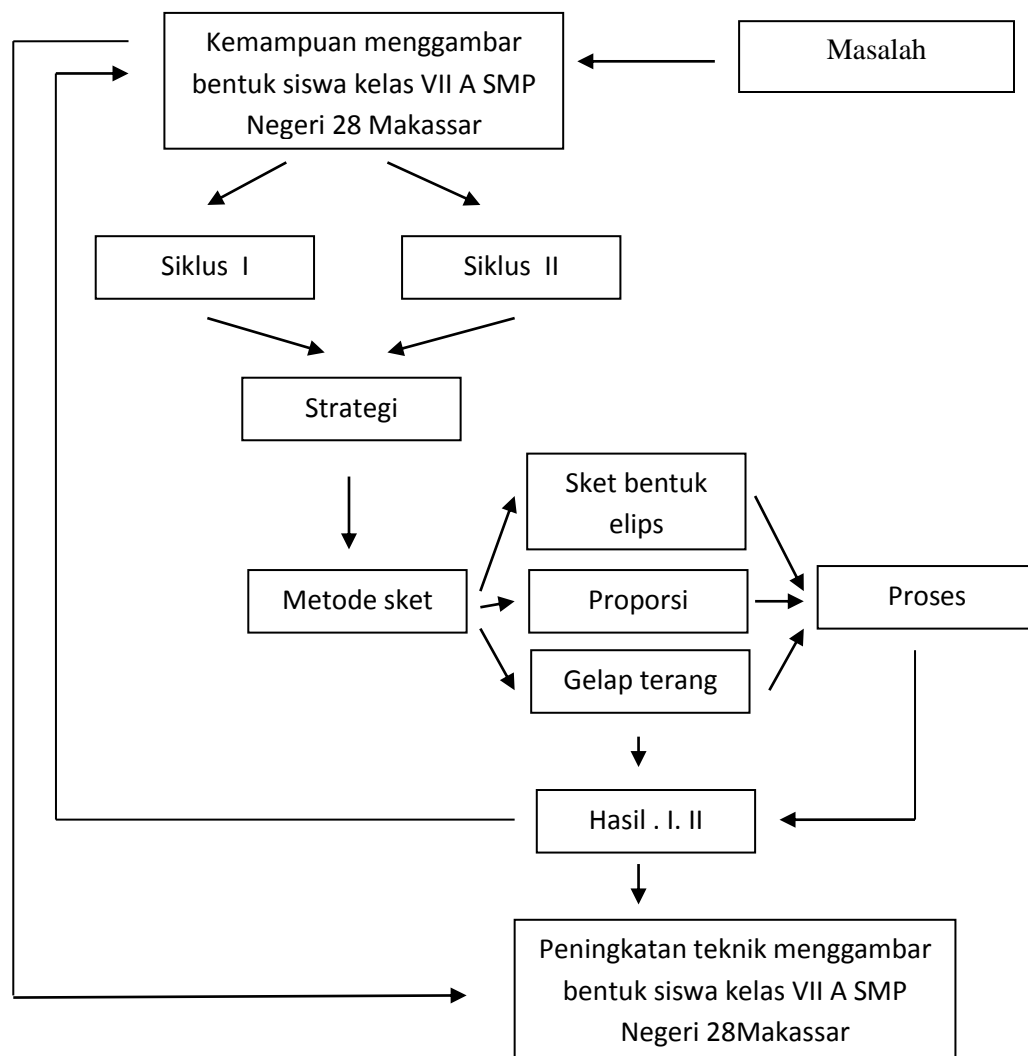 Kemampuan menggambar
bentuk siswa kelas VII A SMP
Negeri 28 Makassar
Masalah
Siklus I
Siklus II
Strategi
Sket bentuk
elips
Metode sket
Proporsi
Proses
Gelap terang
Hasil . I. II
Peningkatan teknik menggambar
bentuk siswa kelas VII A SMP
Negeri 28Makassar